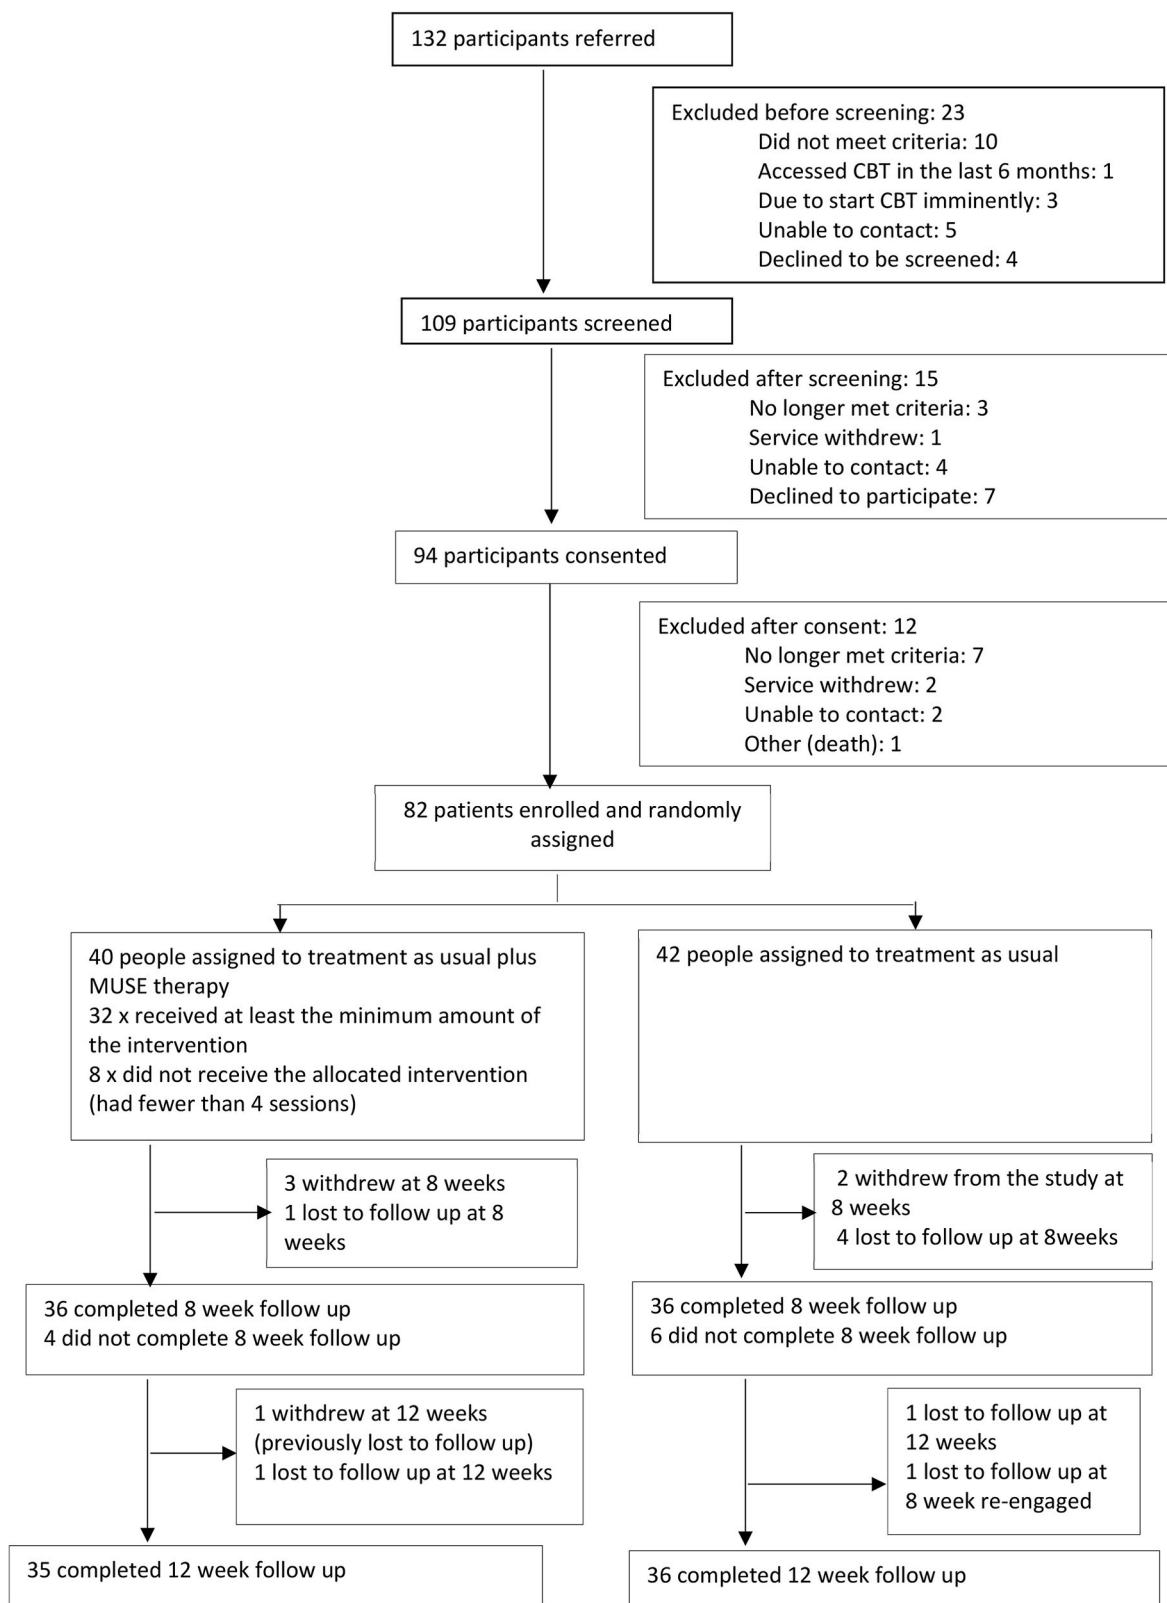 132 participants referred
Excluded before screening: 23
Did not meet criteria: 10
Accessed CBT in the last 6 months: 1
Due to start CBT imminently: 3
Unable to contact: 5
Declined to be screened: 4
109 participants screened
Excluded after screening: 15
No longer met criteria: 3
Service withdrew: 1
Unable to contact: 4
Declined to participate: 7
94 participants consented
Excluded after consent: 12
No longer met criteria: 7
Service withdrew: 2
Unable to contact: 2
Other (death): 1
82 patients enrolled and randomly
assigned
40 people assigned to treatment as usual plus
MUSE therapy
32 x received at least the minimum amount of
the intervention
8 x did not receive the allocated intervention
(had fewer than 4 sessions)
42 people assigned to treatment as usual
3 withdrew at 8 weeks
1 lost to follow up at 8
weeks
2 withdrew from the study at
8 weeks
4 lost to follow up at 8weeks
36 completed 8 week follow up
4 did not complete 8 week follow up
36 completed 8 week follow up
6 did not complete 8 week follow up
1 withdrew at 12 weeks
(previously lost to follow up)
1 lost to follow up at 12 weeks
1 lost to follow up at
12 weeks
1 lost to follow up at
8 week re-engaged
35 completed 12 week follow up
36 completed 12 week follow up